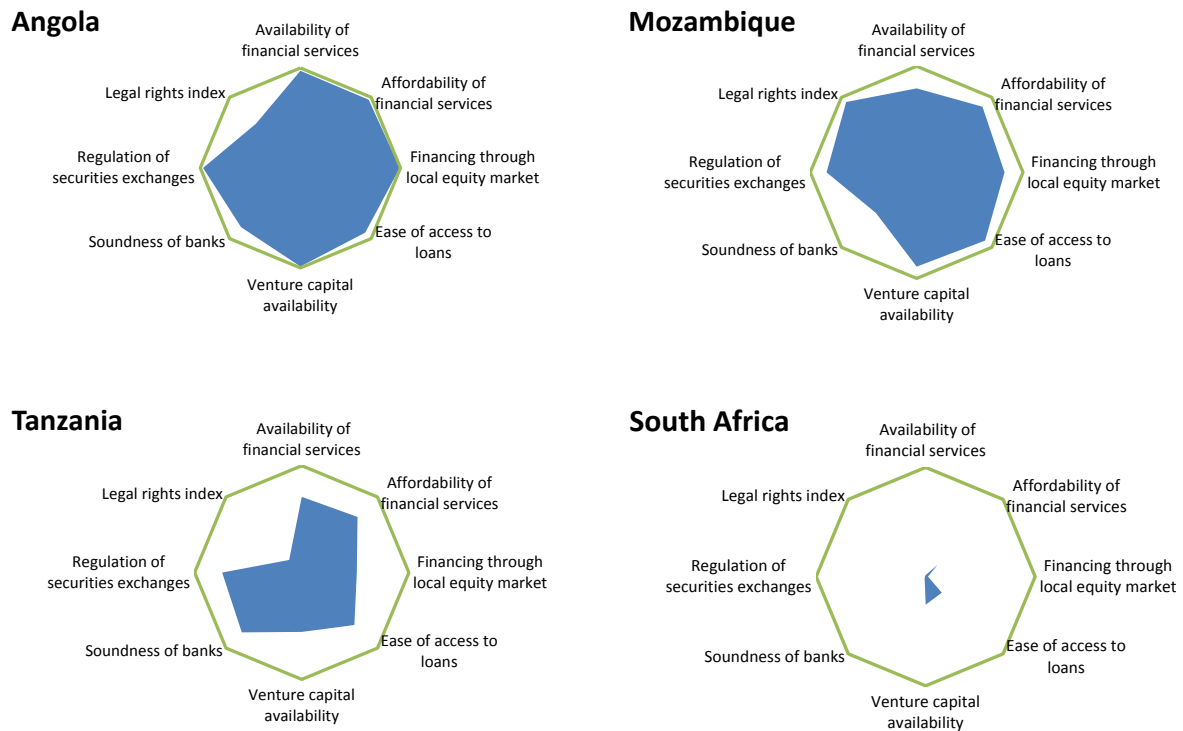 Angola
Availability of
financial services
Affordability of
financial services
Legal rights index
Financing through
local equity market
Regulation of
securities exchanges
Ease of access to
loans
Soundness of banks
Venture capital
availability
Mozambique
Availability of
financial services
Affordability of
financial services
Legal rights index
Financing through
local equity market
Regulation of
securities exchanges
Ease of access to
loans
Soundness of banks
Venture capital
availability
Tanzania
Availability of
financial services
Affordability of
financial services
Legal rights index
Financing through
local equity market
Regulation of
securities exchanges
Ease of access to
loans
Soundness of banks
Venture capital
availability
South Africa
Availability of
financial services
Affordability of
financial services
Legal rights index
Financing through
local equity market
Regulation of
securities exchanges
Ease of access to
loans
Soundness of banks
Venture capital
availability